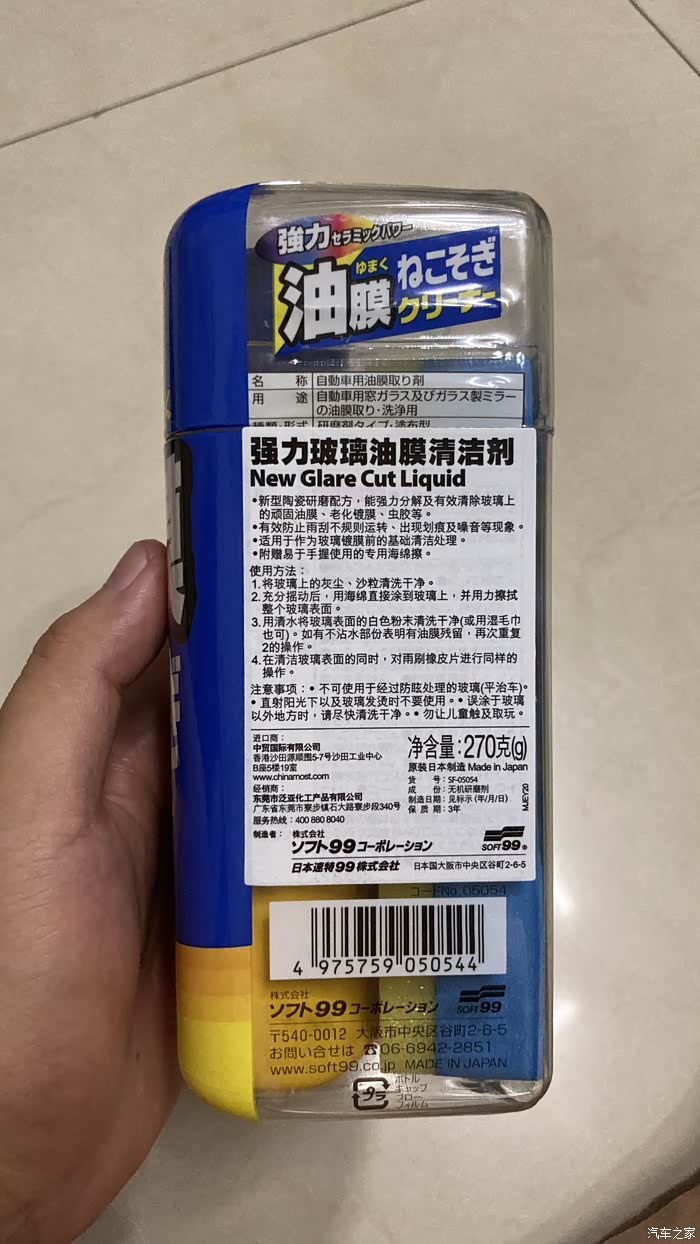 強力 セラミックパワー
ゆまく
油膜 ねこそぎ
クリーナー
名 称 自動車用油膜取り剤
用 途 自動車用窓ガラス及びガラス製ミラー
の油膜取り・洗浄用
種類・形式 研磨剤タイプ・塗布型
强力玻璃油膜清洁剂
New Glare Cut Liquid
•新型陶瓷研磨配方，能强力分解及有效清除玻璃上
的顽固油膜、老化镀膜、虫胶等。
•有效防止雨刮不规则运转、出现划痕及噪音等现象。
•适用于作为玻璃镀膜前的基础清洁处理。
•附赠易于手握使用的专用海绵擦。
使用方法：
1.将玻璃上的灰尘、沙粒清洗干净。
2.充分摇动后，用海绵直接涂到玻璃上，并用力擦拭
整个玻璃表面。
3.用清水将玻璃表面的白色粉末清洗干净(或用湿毛巾
也可)。如有不沾水部份表明有油膜残留，再次重复
2的操作。
4.在清洁玻璃表面的同时，对雨刷橡皮片进行同样的
操作。
注意事项：•不可使用于经过防眩处理的玻璃(平治车)。
•直射阳光下以及玻璃发烫时不要使用。•误涂于玻璃
以外地方时，请尽快清洗干净。•勿让儿童触及取玩。
进口商：
中贸国际有限公司
香港沙田源顺围5-7号沙田工业中心
B座5楼19室
www.chinamost.com
经销商：
东莞市泛亚化工产品有限公司
广东省东莞市寮步镇石大路寮步段340号
服务热线：400 880 8040
净含量：270克(g)
原装日本制造 Made in Japan
货 号：SF-05054
成 份：无机研磨剂
制造日期：见标示 (年/月/日)
保 质 期：3年
MJET20
制造者： 株式会社
ソフト99コーポレーション SOFT99®
日本速特99株式会社 日本国大阪市中央区谷町2-6-5
コードNo. 05054
4 975759 050544
株式会社
ソフト99コーポレーション SOFT99
〒540-0012 大阪市中央区谷町2-6-5
お問い合せは ☎06-6942-2851
www.soft99.co.jp MADE IN JAPAN
プラ
ボトル
キャップ
ブロー
フィルム
汽车之家